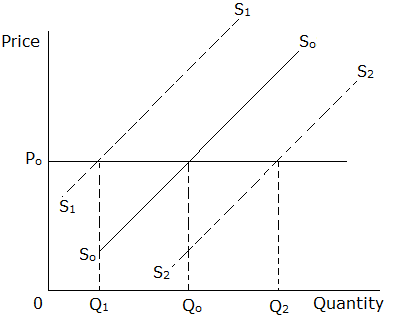 S1
So
Price
S2
Po
S1
So
S2
0 Q1 Qo Q2 Quantity